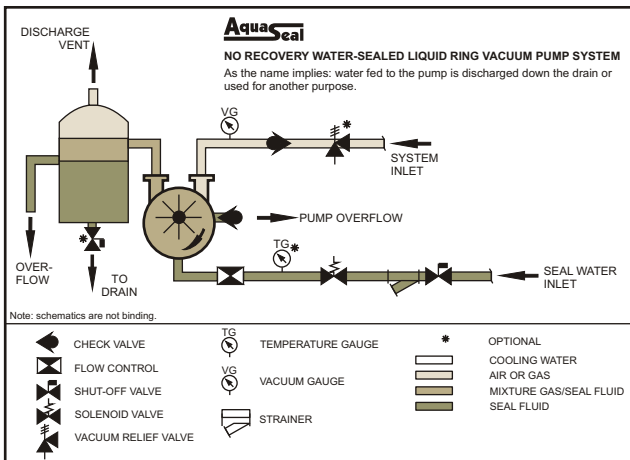 Aqua
Seal
NO RECOVERY WATER-SEALED LIQUID RING VACUUM PUMP SYSTEM
As the name implies: water fed to the pump is discharged down the drain or
used for another purpose.
DISCHARGE
VENT
VG
*
SYSTEM
INLET
PUMP OVERFLOW
TG*
SEAL WATER
INLET
*
OVER-
FLOW
TO
DRAIN
Note: schematics are not binding.
CHECK VALVE
FLOW CONTROL
SHUT-OFF VALVE
SOLENOID VALVE
VACUUM RELIEF VALVE
TG
TEMPERATURE GAUGE
VG
VACUUM GAUGE
STRAINER
* OPTIONAL
COOLING WATER
AIR OR GAS
MIXTURE GAS/SEAL FLUID
SEAL FLUID